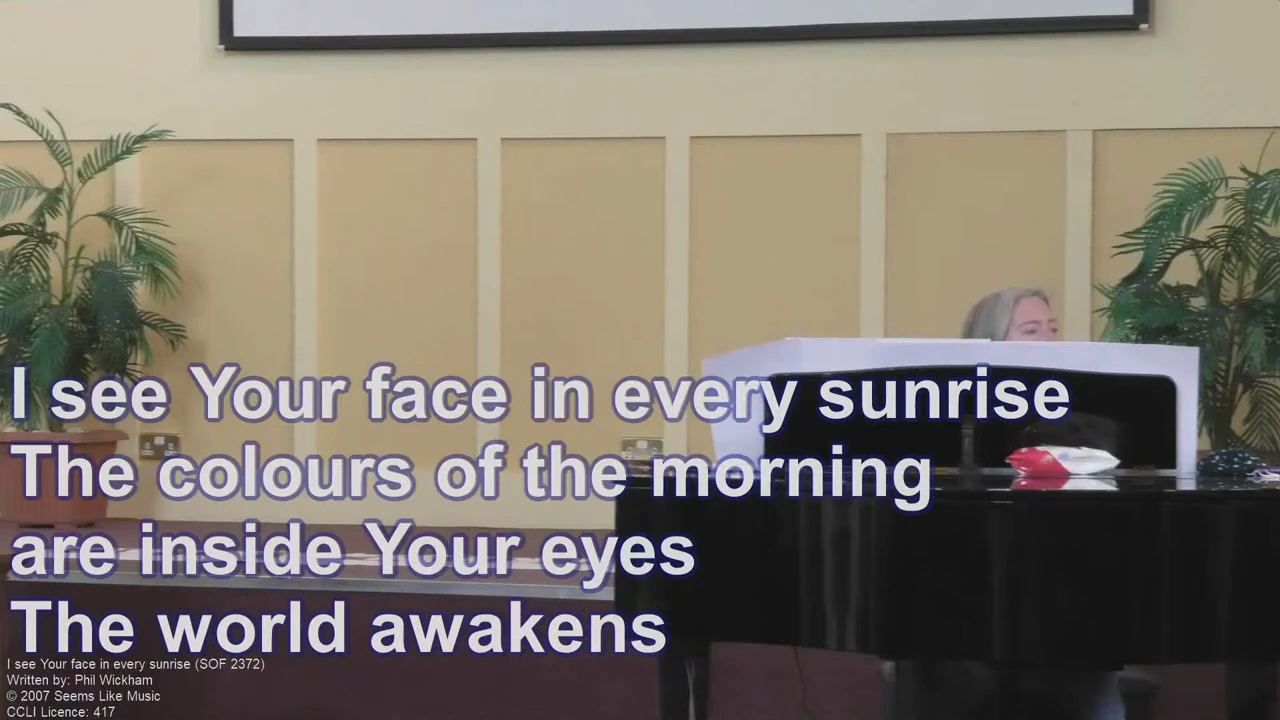 I see Your face in every sunrise
The colours of the morning
are inside Your eyes
The world awakens
I see Your face in every sunrise (SOF 2372)
Written by: Phil Wickham
© 2007 Seems Like Music
CCLI Licence: 417